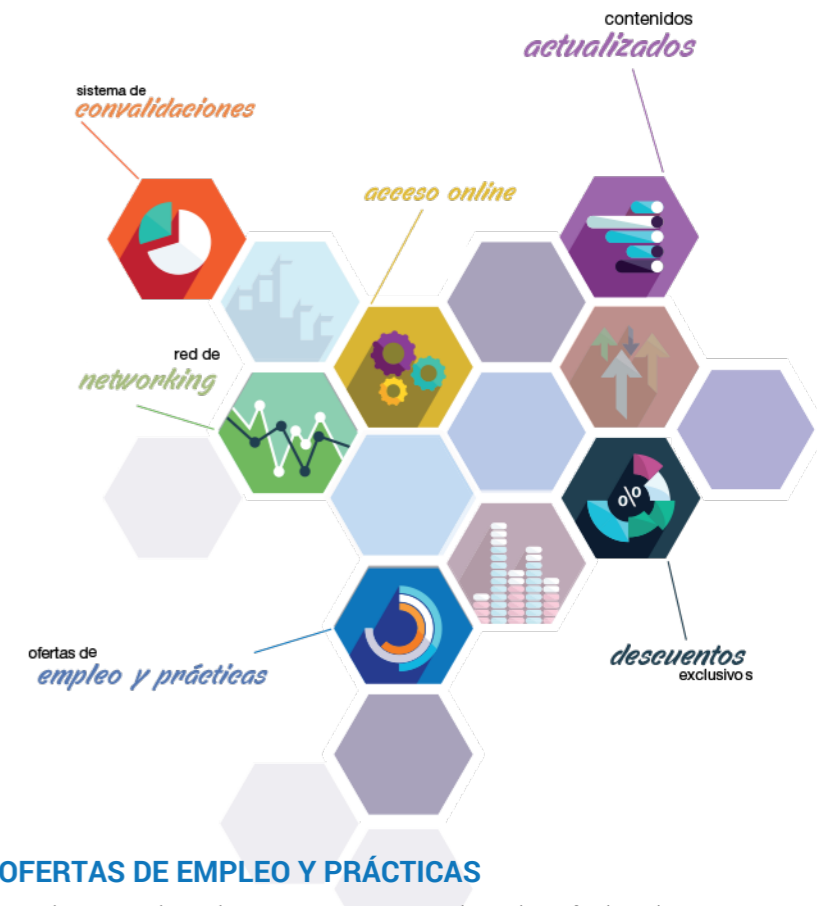 contenidos
actualizados
sistema de
convalidaciones
acceso online
red de
networking
%
ofertas de
empleo y prácticas
descuentos
exclusivos
OFERTAS DE EMPLEO Y PRÁCTICAS